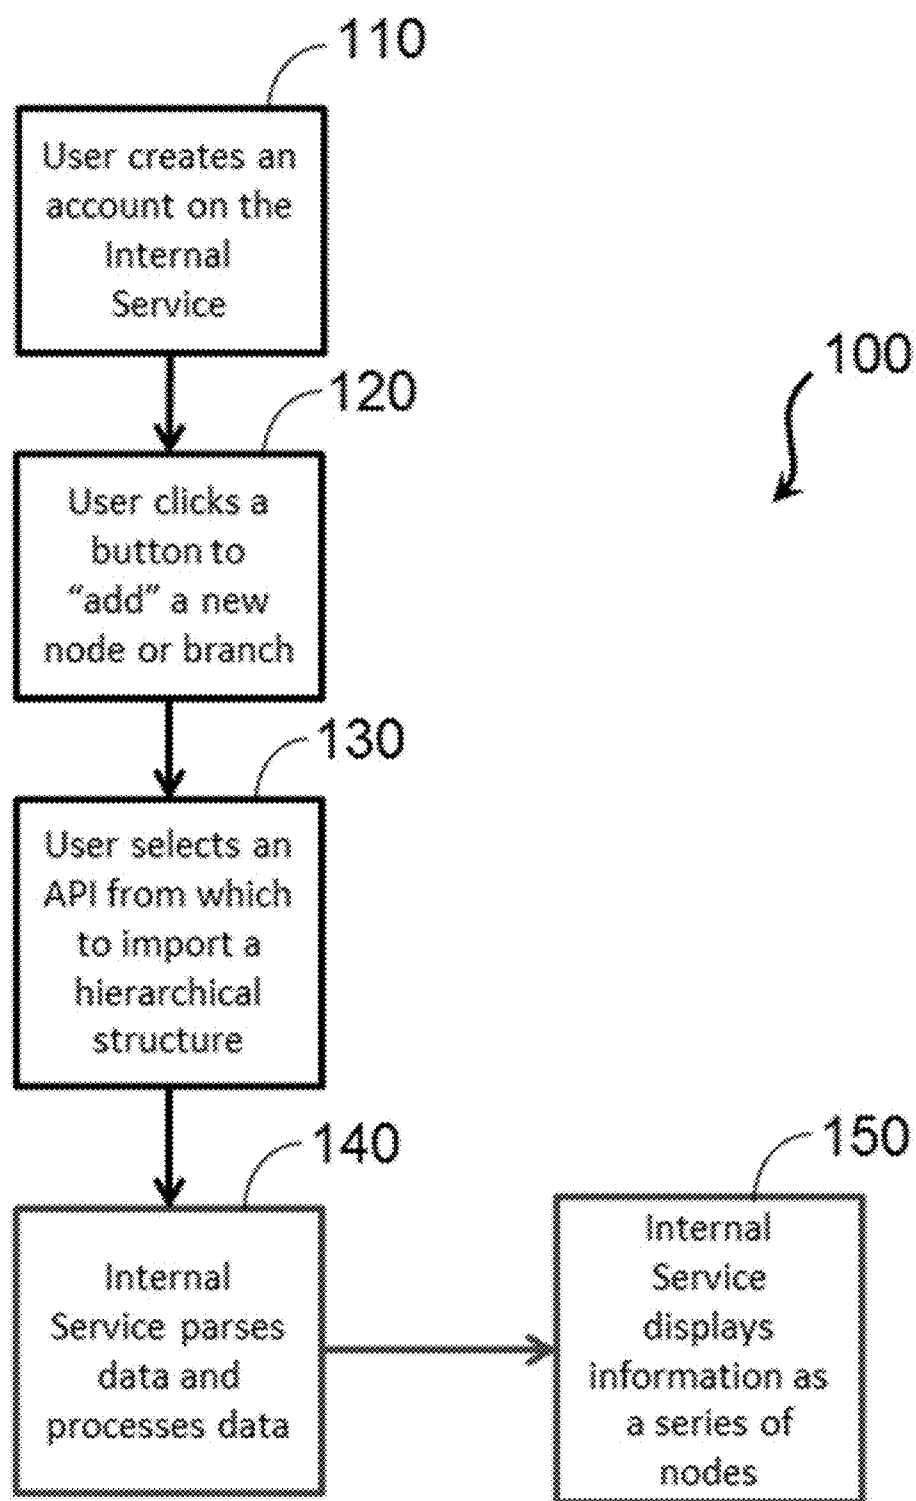 110
User creates an
account on the
Internal
Service
100
120
User clicks a
button to
“add” a new
node or branch
130
User selects an
API from which
to import a
hierarchical
structure
140
Internal
Service parses
data and
processes data
150
Internal
Service
displays
information as
a series of
nodes